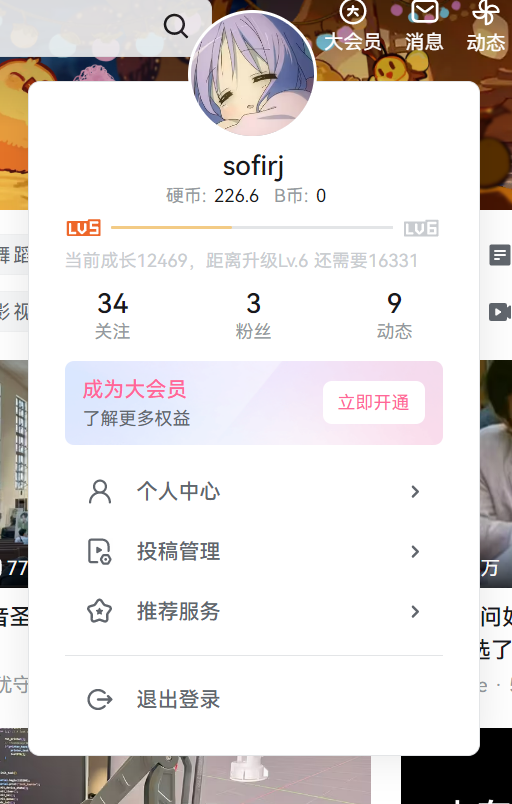 大会员
消息
动态
sofirj
硬币: 226.6 B币: 0
LV5
LV6
当前成长12469，距离升级Lv.6 还需要16331
34
3
9
关注
粉丝
动态
成为大会员
了解更多权益
立即开通
舞蹈
影视
个人中心
投稿管理
77
万
推荐服务
音圣
问如
选了
优守
e · 5
退出登录